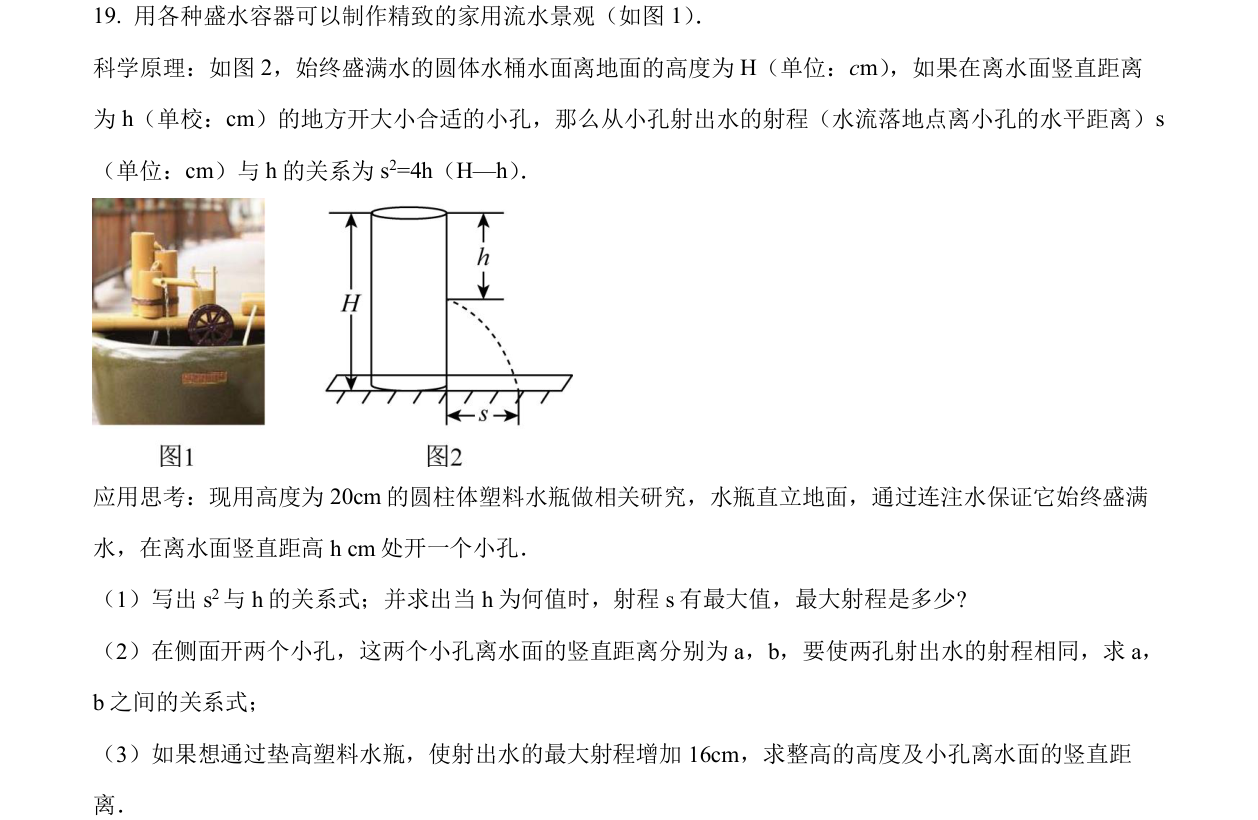 19. 用各种盛水容器可以制作精致的家用流水景观（如图 1）.
科学原理：如图 2，始终盛满水的圆体水桶水面离地面的高度为 H（单位：cm），如果在离水面竖直距离
为 h（单校：cm）的地方开大小合适的小孔，那么从小孔射出水的射程（水流落地点离小孔的水平距离）s
（单位：cm）与 h 的关系为 s²=4h（H—h）.
H
h
s
图1
图2
应用思考：现用高度为 20cm 的圆柱体塑料水瓶做相关研究，水瓶直立地面，通过连注水保证它始终盛满
水，在离水面竖直距高 h cm 处开一个小孔.
（1）写出 s² 与 h 的关系式；并求出当 h 为何值时，射程 s 有最大值，最大射程是多少?
（2）在侧面开两个小孔，这两个小孔离水面的竖直距离分别为 a，b，要使两孔射出水的射程相同，求 a，
b 之间的关系式；
（3）如果想通过垫高塑料水瓶，使射出水的最大射程增加 16cm，求整高的高度及小孔离水面的竖直距
离.